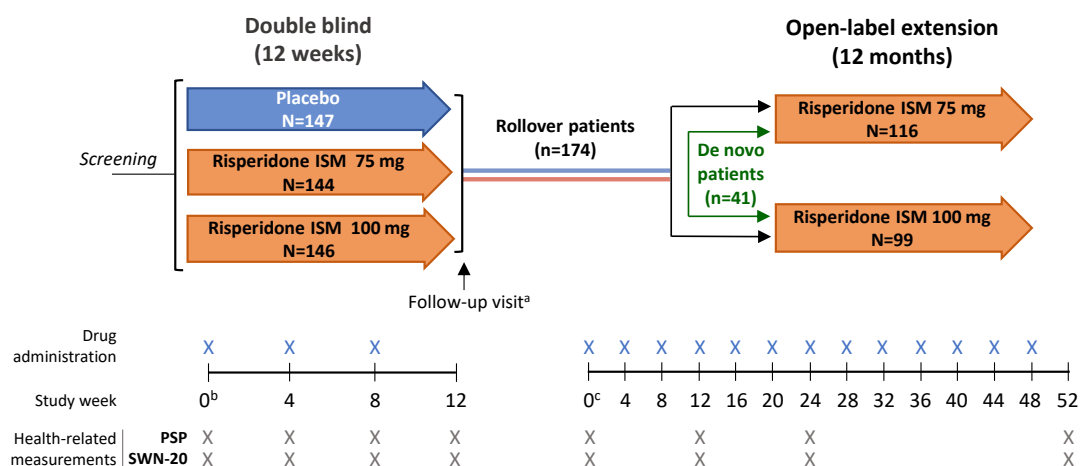 Double blind
(12 weeks)
Open-label extension
(12 months)
Screening
Placebo
N=147
Risperidone ISM 75 mg
N=144
Risperidone ISM 100 mg
N=146
Rollover patients
(n=174)
De novo
patients
(n=41)
Risperidone ISM 75 mg
N=116
Risperidone ISM 100 mg
N=99
Follow-up visitᵃ
Drug
administration
X X X X X X X X X X X X X X X X
Study week
0ᵇ 4 8 12 0ᶜ 4 8 12 16 20 24 28 32 36 40 44 48 52
Health-related
measurements
PSP X X X X X X X X
SWN-20 X X X X X X X X